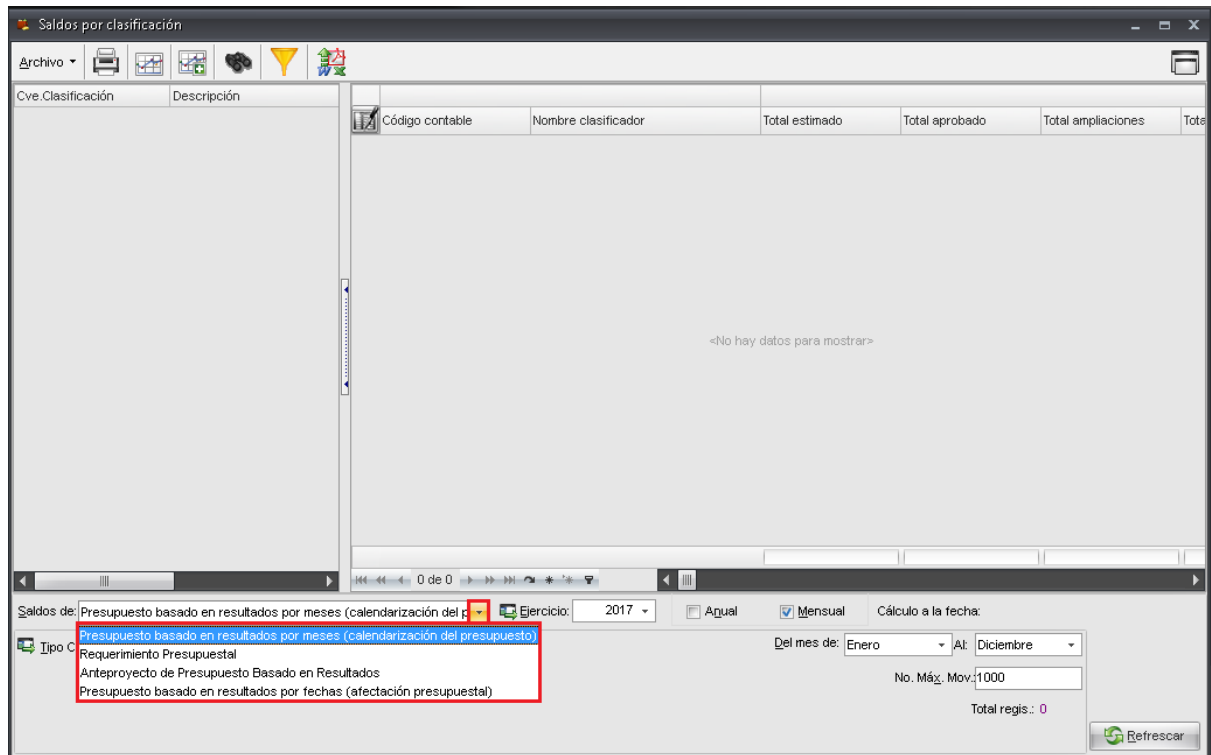 Saldos por clasificación
Archivo
Cve.Clasificación Descripción
Código contable Nombre clasificador Total estimado Total aprobado Total ampliaciones Tota
<No hay datos para mostrar>
0 de 0
Saldos de: Presupuesto basado en resultados por meses (calendarización del p Ejercicio: 2017 Anual Mensual Cálculo a la fecha:
Presupuesto basado en resultados por meses (calendarización del presupuesto)
Tipo C Del mes de: Enero Al: Diciembre
Requerimiento Presupuestal
Anteproyecto de Presupuesto Basado en Resultados
No. Máx. Mov.:1000
Presupuesto basado en resultados por fechas (afectación presupuestal)
Total regis.: 0
Refrescar